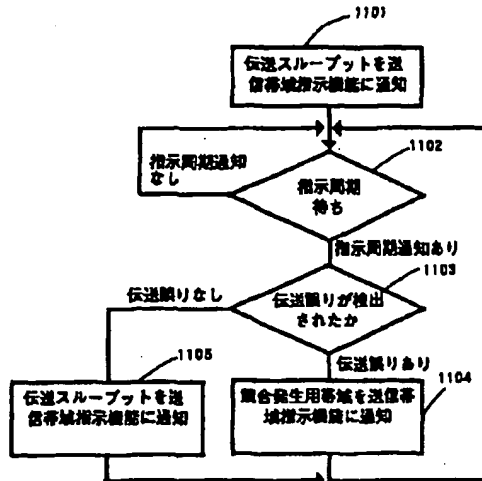 1101
伝送スループットを送
信帯域指示機能に通知
1102
指示周期通知
なし
指示周期
待ち
指示周期通知あり
1103
伝送誤りなし
伝送誤りが検出
されたか
1105
伝送誤りあり
1104
伝送スループットを送
信帯域指示機能に通知
競合発生用帯域を送信帯
域指示機能に通知